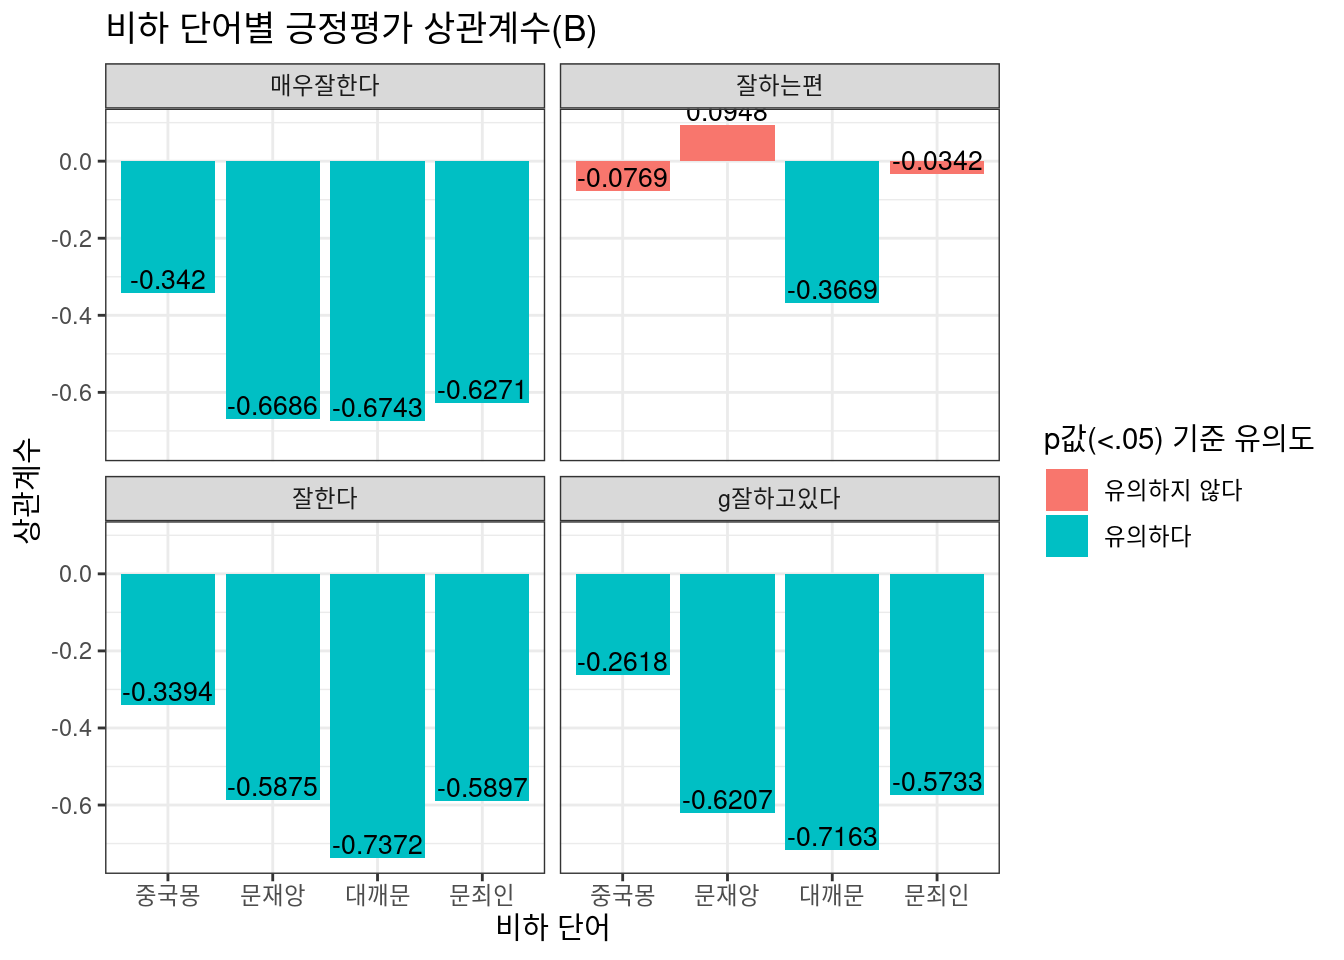 비하 단어별 긍정평가 상관계수(B)
매우잘한다
잘하는편
0.0
-0.2
-0.4
-0.6
-0.342
-0.6686
-0.6743
-0.6271
-0.0769
0.0948
-0.3669
-0.0342
상관계수
잘한다
g잘하고있다
0.0
-0.2
-0.4
-0.6
-0.3394
-0.5875
-0.7372
-0.5897
-0.2618
-0.6207
-0.7163
-0.5733
중국몽 문재앙 대깨문 문죄인
중국몽 문재앙 대깨문 문죄인
비하 단어
p값(<.05) 기준 유의도
유의하지 않다
유의하다